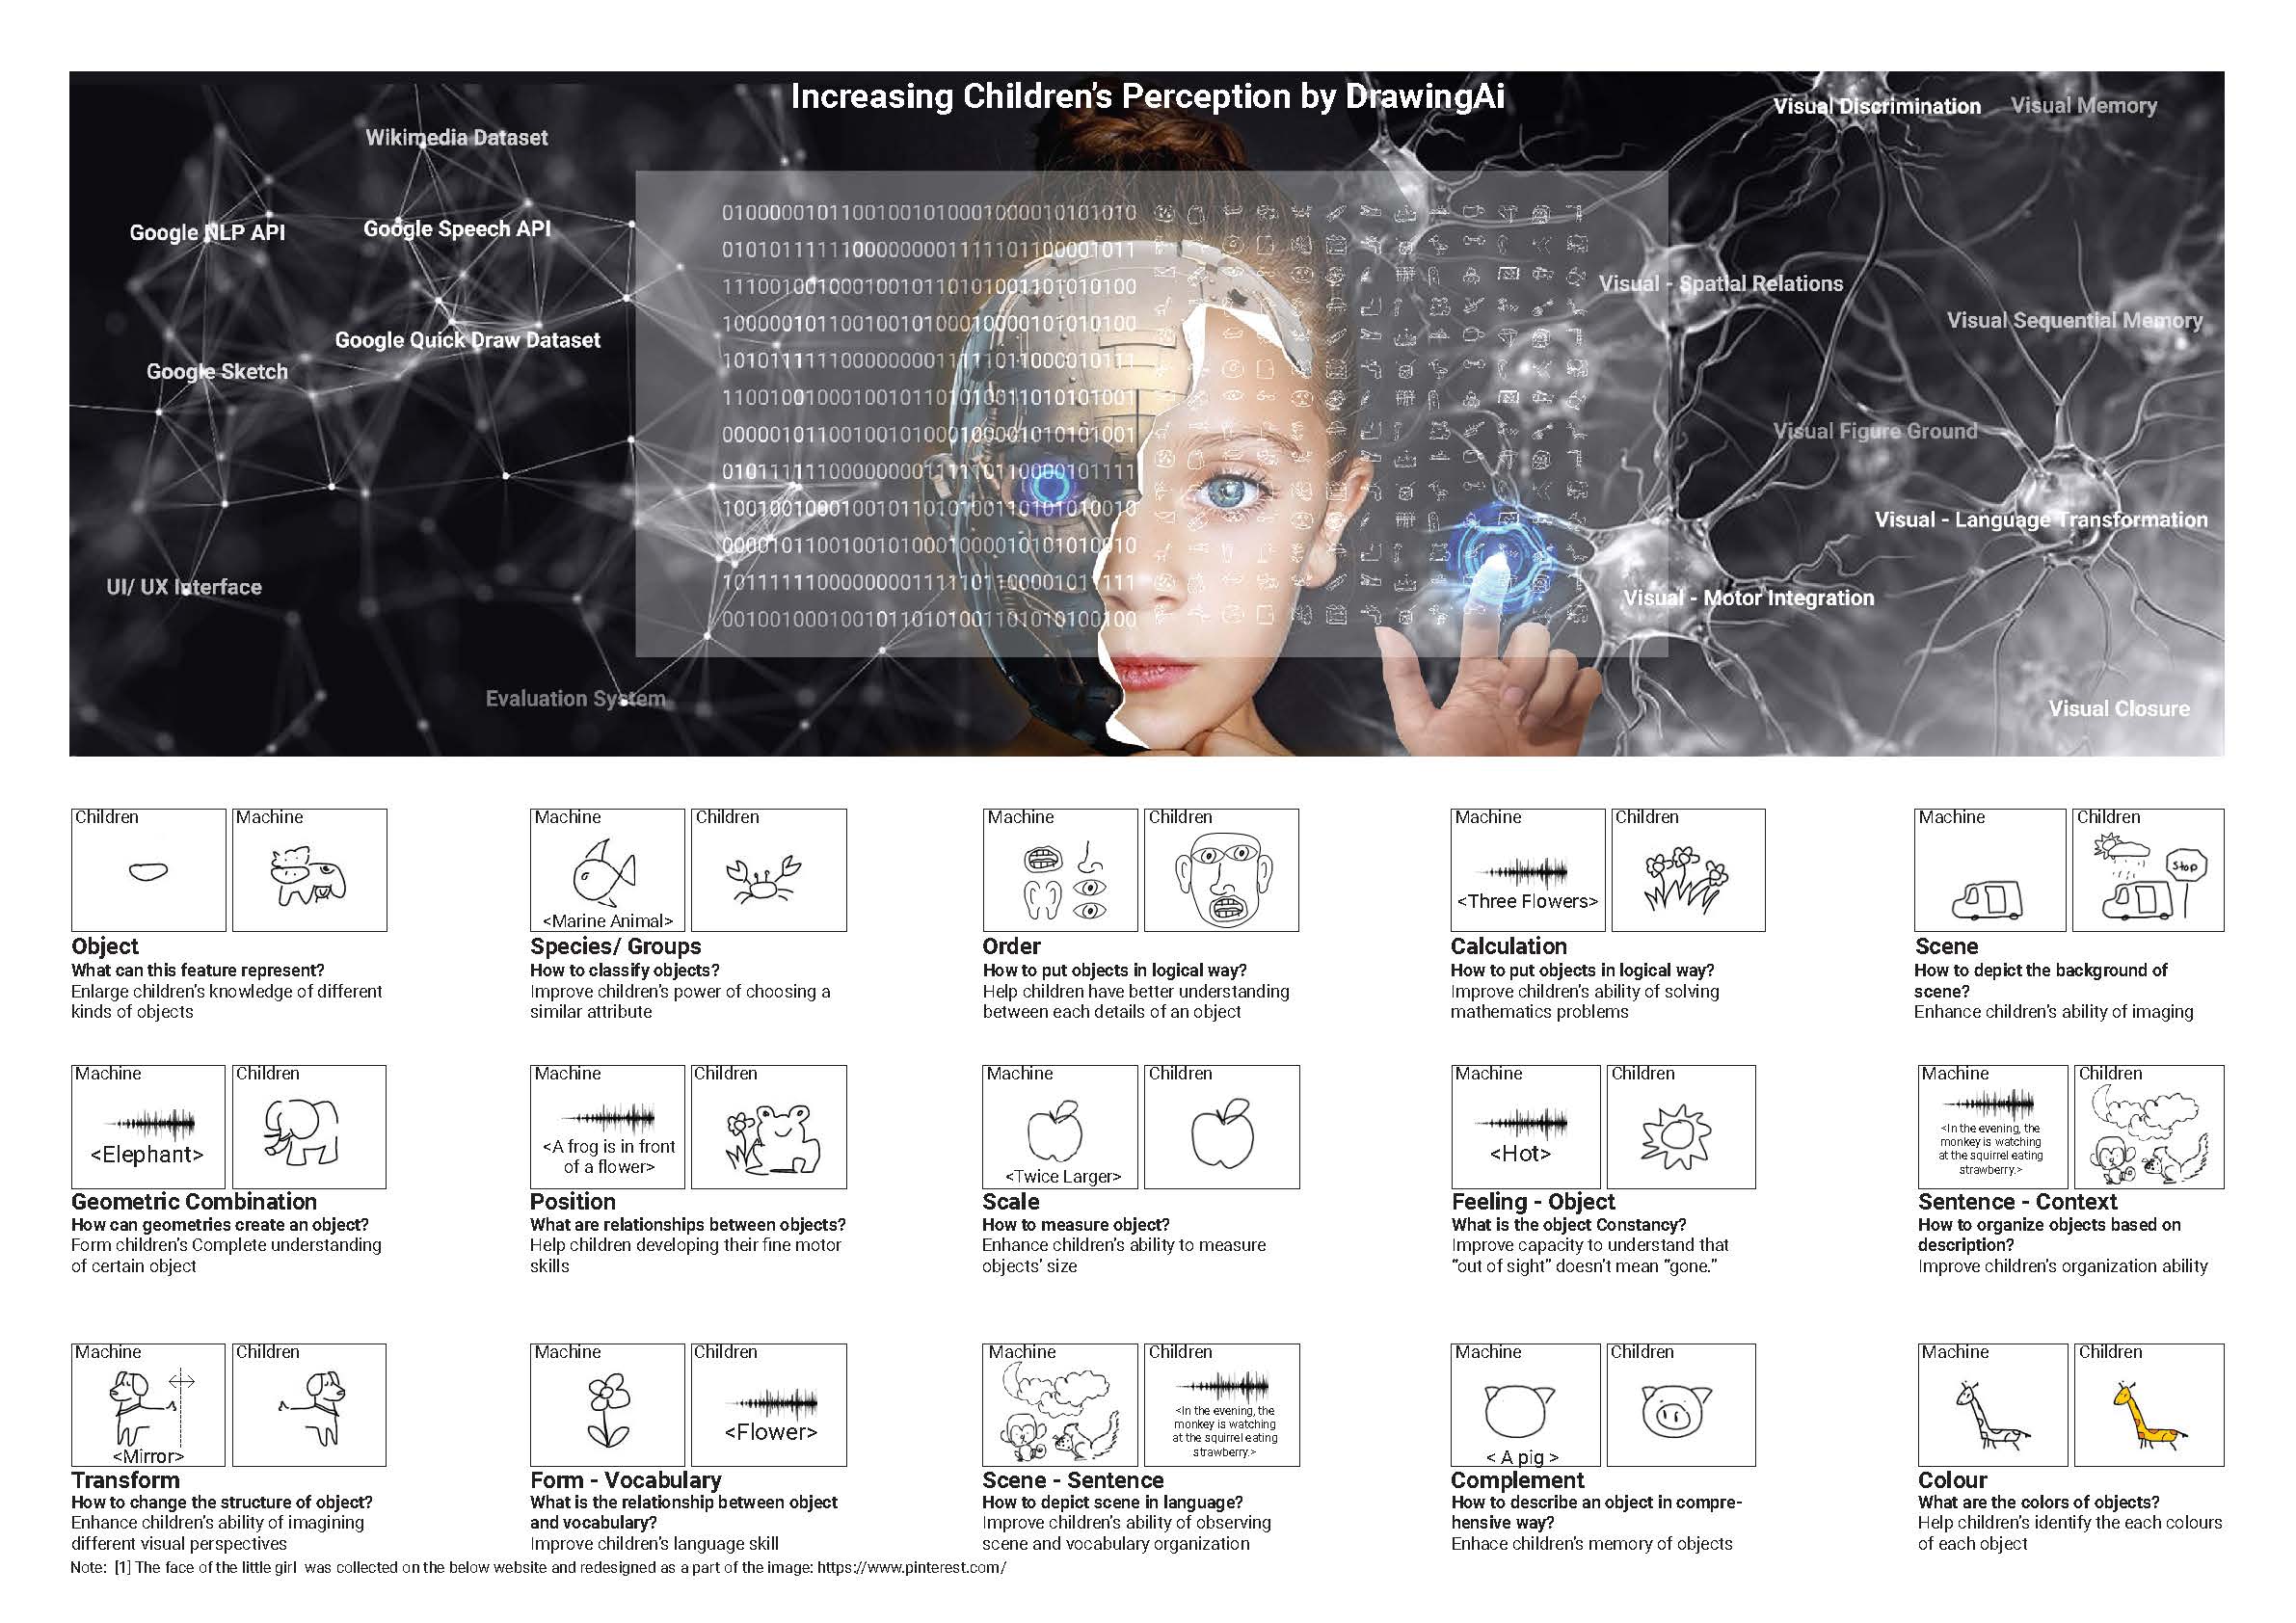 Increasing Children's Perception by DrawingAi
Wikimedia Dataset
Google NLP API
Google Speech API
Google Quick Draw Dataset
Google Sketch
UI/ UX Interface
Evaluation System
Visual Discrimination
Visual Memory
Visual - Spatial Relations
Visual Sequential Memory
Visual Figure Ground
Visual - Language Transformation
Visual - Motor Integration
Visual Closure
Children
Machine
Object
What can this feature represent?
Enlarge children's knowledge of different
kinds of objects
Machine
<Marine Animal>
Children
Species/ Groups
How to classify objects?
Improve children's power of choosing a
similar attribute
Machine
Children
Order
How to put objects in logical way?
Help children have better understanding
between each details of an object
Machine
<Three Flowers>
Children
Calculation
How to put objects in logical way?
Improve children's ability of solving
mathematics problems
Machine
Children
Stop
Scene
How to depict the background of
scene?
Enhance children's ability of imaging
Machine
<Elephant>
Children
Geometric Combination
How can geometries create an object?
Form children's Complete understanding
of certain object
Machine
<A frog is in front
of a flower>
Children
Position
What are relationships between objects?
Help children developing their fine motor
skills
Machine
<Twice Larger>
Children
Scale
How to measure object?
Enhance children's ability to measure
objects' size
Machine
<Hot>
Children
Feeling - Object
What is the object Constancy?
Improve capacity to understand that
"out of sight" doesn't mean "gone."
Machine
<In the evening, the
monkey is watching
at the squirrel eating
strawberry.>
Children
Sentence - Context
How to organize objects based on
description?
Improve children's organization ability
Machine
<Mirror>
Children
Transform
How to change the structure of object?
Enhance children's ability of imagining
different visual perspectives
Machine
Children
<Flower>
Form - Vocabulary
What is the relationship between object
and vocabulary?
Improve children's language skill
Machine
Children
<In the evening, the
monkey is watching
at the squirrel eating
strawberry.>
Scene - Sentence
How to depict scene in language?
Improve children's ability of observing
scene and vocabulary organization
Machine
< A pig >
Children
Complement
How to describe an object in compre-
hensive way?
Enhace children's memory of objects
Machine
Children
Colour
What are the colors of objects?
Help children's identify the each colours
of each object
Note: [1] The face of the little girl was collected on the below website and redesigned as a part of the image: https://www.pinterest.com/